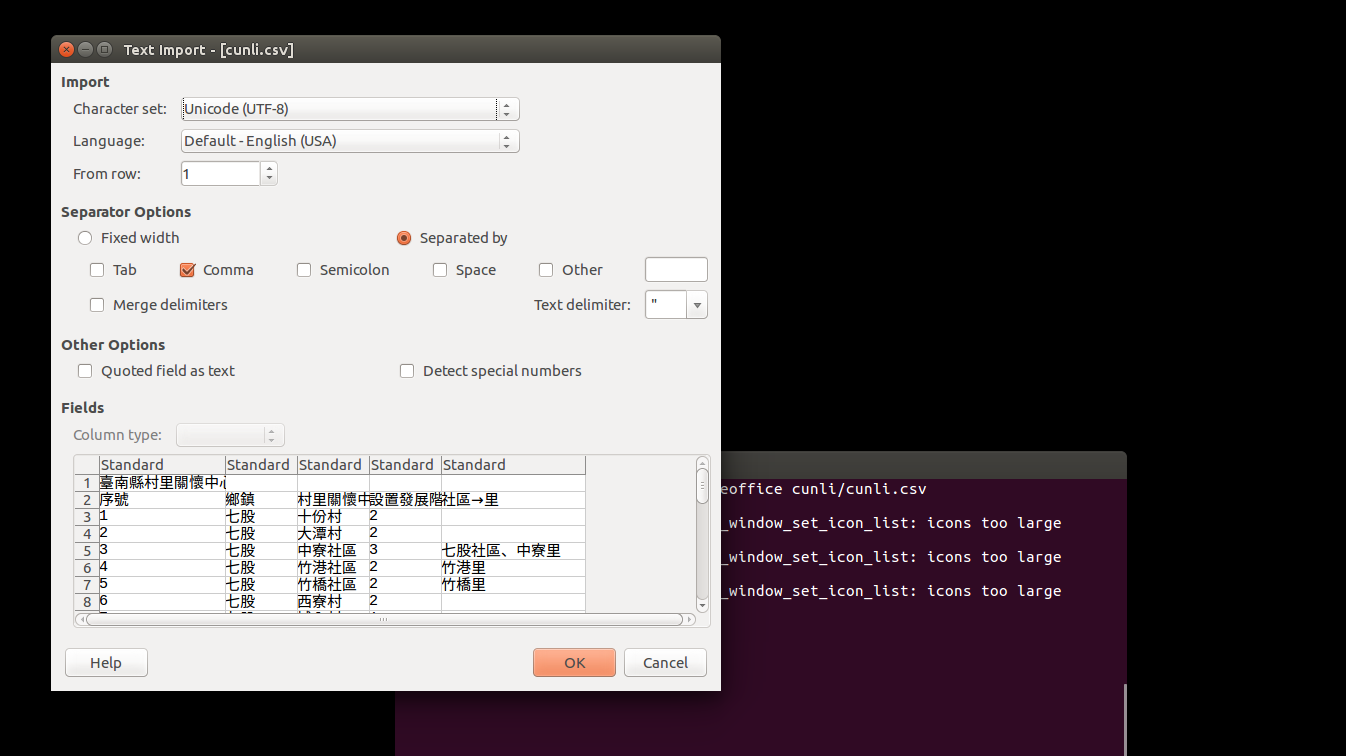 Text Import - [cunli.csv]
Import
Character set: Unicode (UTF-8)
Language: Default - English (USA)
From row: 1
Separator Options
Fixed width Separated by
Tab Comma Semicolon Space Other
Merge delimiters Text delimiter: "
Other Options
Quoted field as text Detect special numbers
Fields
Column type:
Standard Standard Standard Standard Standard
1 臺南縣村里關懷中心
2 序號 鄉鎮 村里關懷中 設置發展階 社區→里
3 1 七股 十份村 2
4 2 七股 大潭村 2
5 3 七股 中寮社區 3 七股社區、中寮里
6 4 七股 竹港社區 2 竹港里
7 5 七股 竹橋社區 2 竹橋里
8 6 七股 西寮村 2
Help OK Cancel
eoffice cunli/cunli.csv
_window_set_icon_list: icons too large
_window_set_icon_list: icons too large
_window_set_icon_list: icons too large